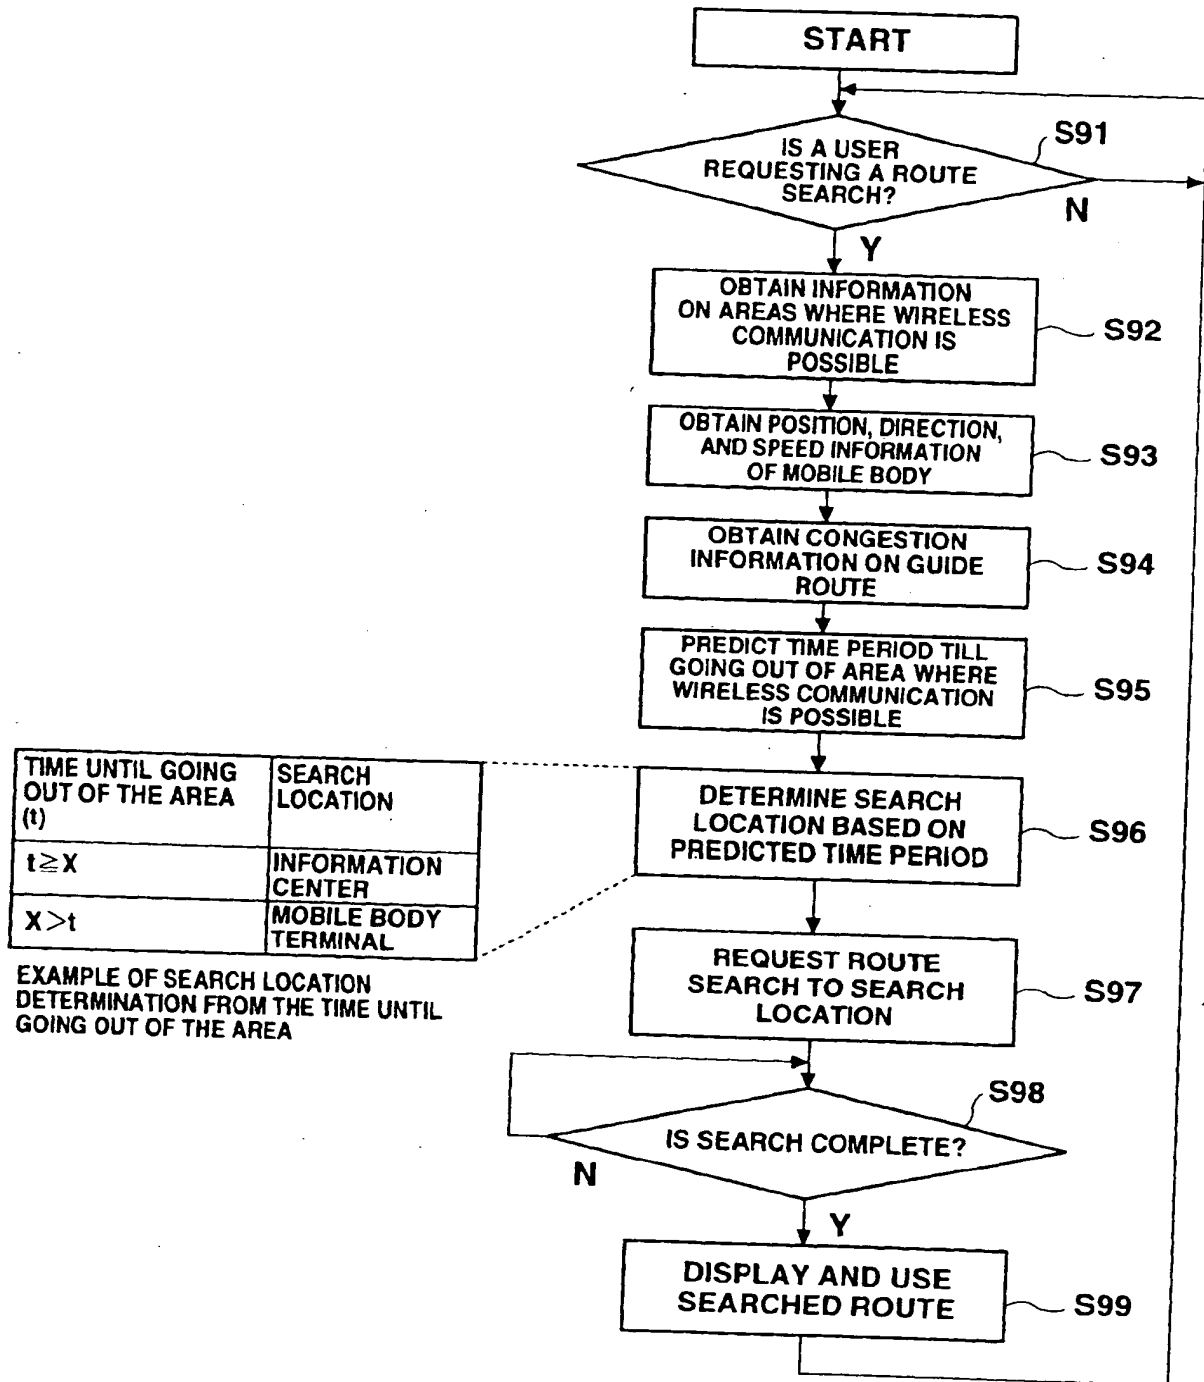 START
IS A USER
REQUESTING A ROUTE
SEARCH?
S91
N
Y
OBTAIN INFORMATION
ON AREAS WHERE WIRELESS
COMMUNICATION IS
POSSIBLE
S92
OBTAIN POSITION, DIRECTION,
AND SPEED INFORMATION
OF MOBILE BODY
S93
OBTAIN CONGESTION
INFORMATION ON GUIDE
ROUTE
S94
PREDICT TIME PERIOD TILL
GOING OUT OF AREA WHERE
WIRELESS COMMUNICATION
IS POSSIBLE
S95
TIME UNTIL GOING
OUT OF THE AREA
(t)
SEARCH
LOCATION
t≧X
INFORMATION
CENTER
X>t
MOBILE BODY
TERMINAL
EXAMPLE OF SEARCH LOCATION
DETERMINATION FROM THE TIME UNTIL
GOING OUT OF THE AREA
DETERMINE SEARCH
LOCATION BASED ON
PREDICTED TIME PERIOD
S96
REQUEST ROUTE
SEARCH TO SEARCH
LOCATION
S97
IS SEARCH COMPLETE?
S98
N
Y
DISPLAY AND USE
SEARCHED ROUTE
S99